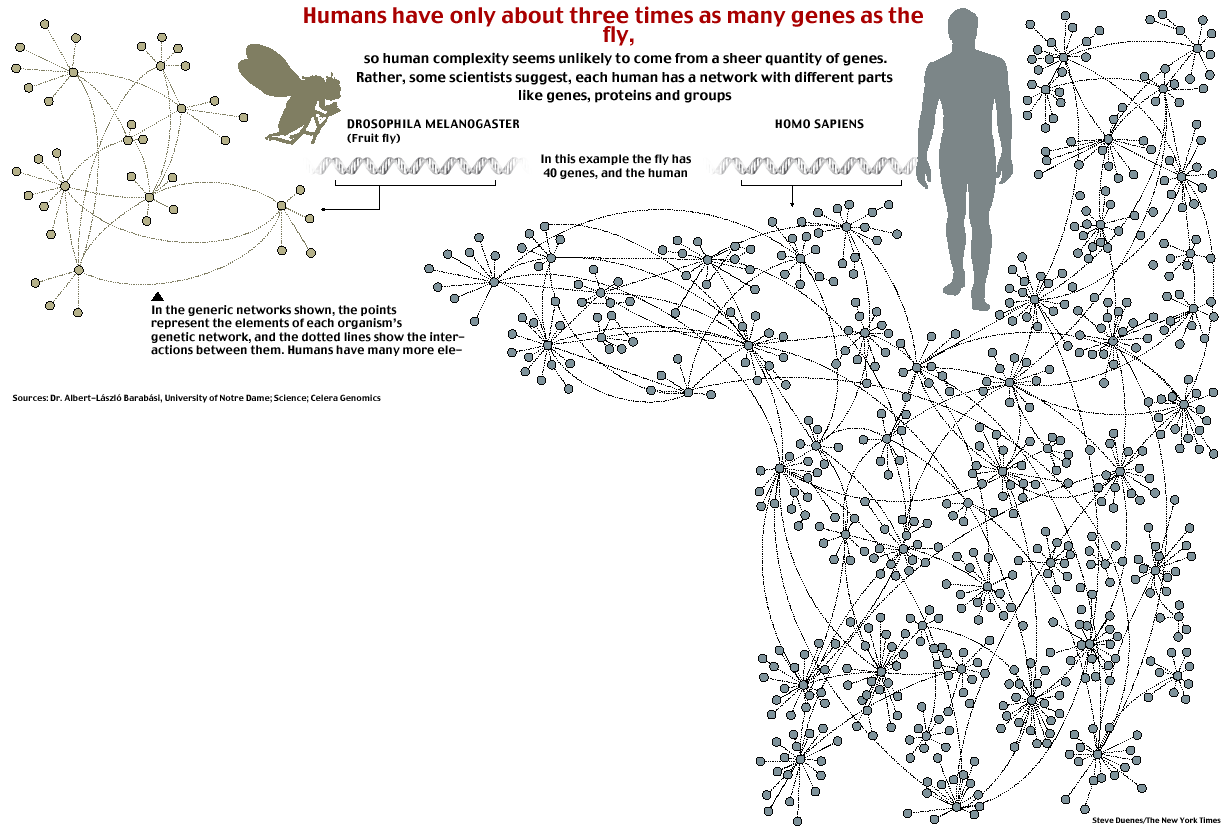 Humans have only about three times as many genes as the
fly,
so human complexity seems unlikely to come from a sheer quantity of genes.
Rather, some scientists suggest, each human has a network with different parts
like genes, proteins and groups
DROSOPHILA MELANOGASTER
(Fruit fly)
HOMO SAPIENS
In this example the fly has
40 genes, and the human
In the generic networks shown, the points
represent the elements of each organism's
genetic network, and the dotted lines show the inter–
actions between them. Humans have many more ele–
Sources: Dr. Albert–László Barabási, University of Notre Dame; Science; Celera Genomics
Steve Duenes/The New York Times